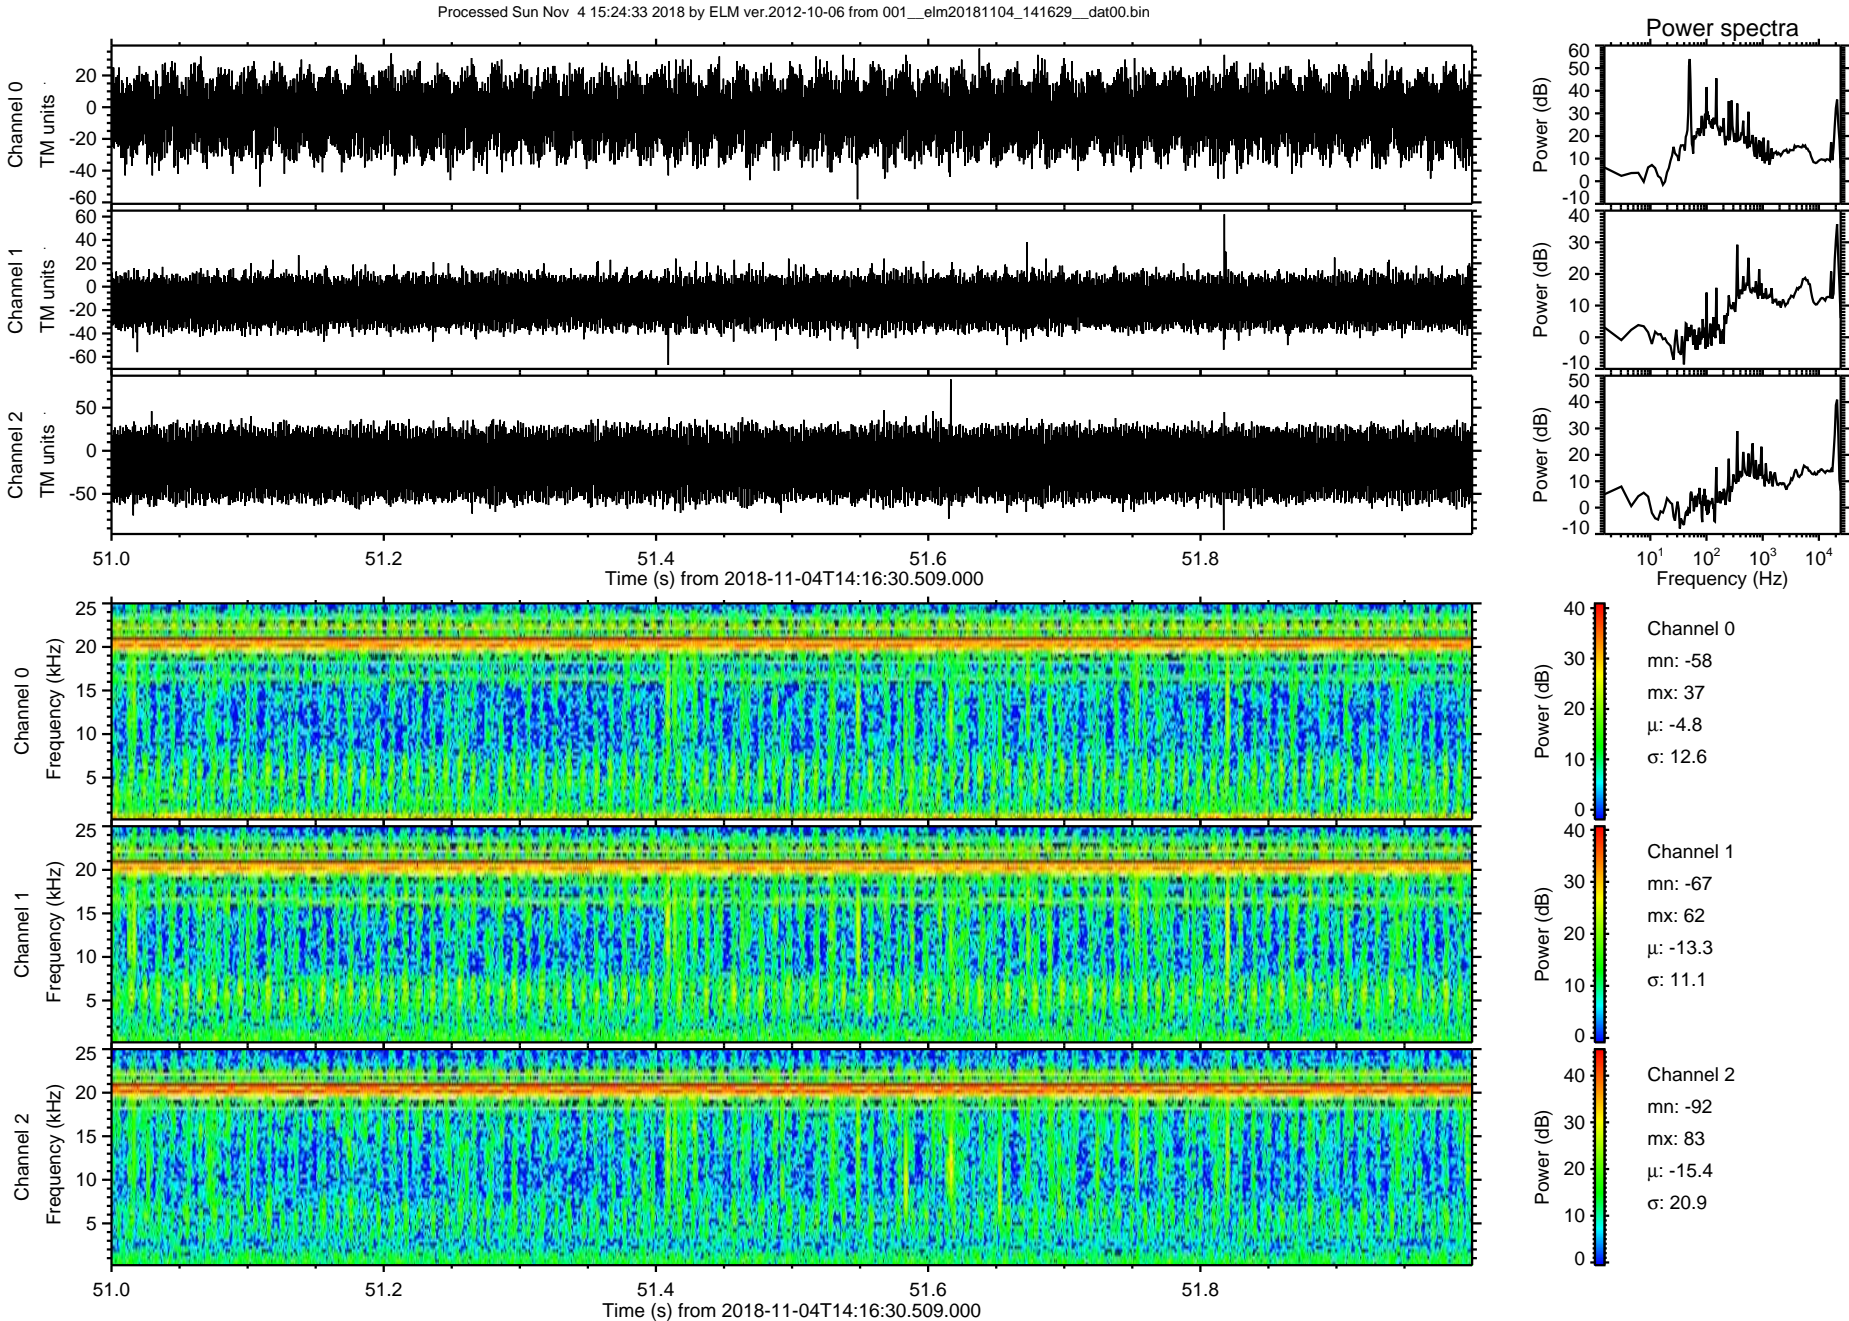 Processed Sun Nov  4 15:24:33 2018 by ELM ver.2012-10-06 from 001__elm20181104_141629__dat00.bin
Power spectra
Channel 0
TM units
20
0
-20
-40
-60
Power (dB)
60
50
40
30
20
10
0
-10
Channel 1
TM units
60
40
20
0
-20
-40
-60
Power (dB)
40
30
20
10
0
-10
Channel 2
TM units
50
0
-50
Power (dB)
50
40
30
20
10
0
-10
51.0 51.2 51.4 51.6 51.8
Time (s) from 2018-11-04T14:16:30.509.000
10^1 10^2 10^3 10^4
Frequency (Hz)
Channel 0
Frequency (kHz)
25
20
15
10
5
Power (dB)
40
30
20
10
0
Channel 0
mn: -58
mx: 37
μ: -4.8
σ: 12.6
Channel 1
Frequency (kHz)
25
20
15
10
5
Power (dB)
40
30
20
10
0
Channel 1
mn: -67
mx: 62
μ: -13.3
σ: 11.1
Channel 2
Frequency (kHz)
25
20
15
10
5
Power (dB)
40
30
20
10
0
Channel 2
mn: -92
mx: 83
μ: -15.4
σ: 20.9
51.0 51.2 51.4 51.6 51.8
Time (s) from 2018-11-04T14:16:30.509.000